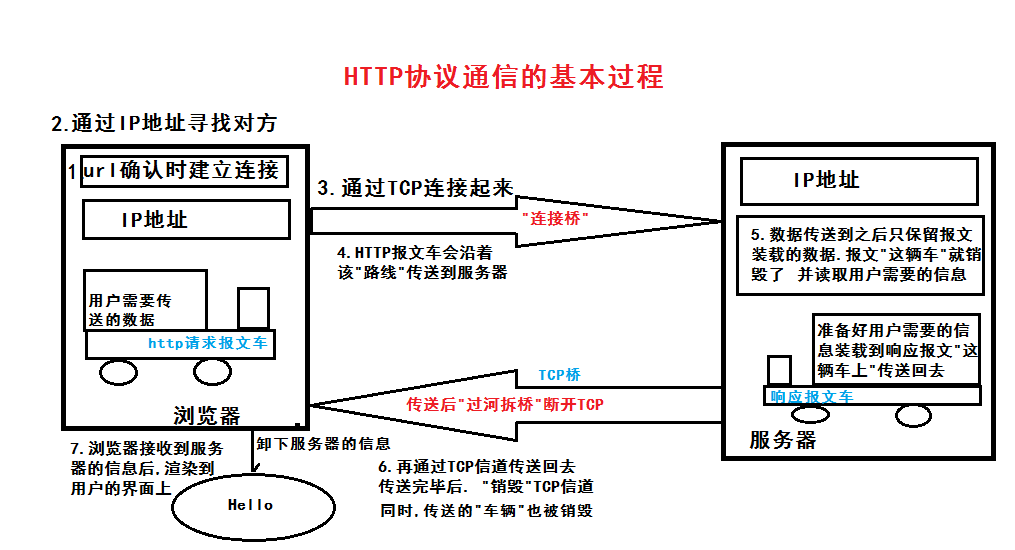 HTTP协议通信的基本过程
2.通过IP地址寻找对方
1
url确认时建立连接
IP地址
用户需要传
送的数据
http请求报文车
浏览器
3.通过TCP连接起来
"连接桥"
4.HTTP报文车会沿着
该"路线"传送到服务器
IP地址
5.数据传送到之后只保留报文
装载的数据.报文"这辆车"就销
毁了 并读取用户需要的信息
准备好用户需要的信
息装载到响应报文"这
辆车上"传送回去
响应报文车
服务器
TCP桥
传送后"过河拆桥"断开TCP
6.再通过TCP信道传送回去
传送完毕后. "销毁"TCP信道
同时,传送的"车辆"也被销毁
卸下服务器的信息
7.浏览器接收到服务
器的信息后,渲染到
用户的界面上
Hello